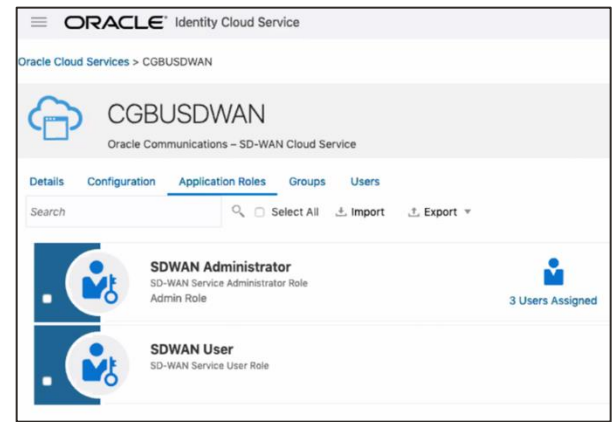 ORACLE® Identity Cloud Service
Oracle Cloud Services > CGBUSDWAN
CGBUSDWAN
Oracle Communications – SD-WAN Cloud Service
Details Configuration Application Roles Groups Users
Search Select All Import Export
SDWAN Administrator
SD-WAN Service Administrator Role
Admin Role
3 Users Assigned
SDWAN User
SD-WAN Service User Role